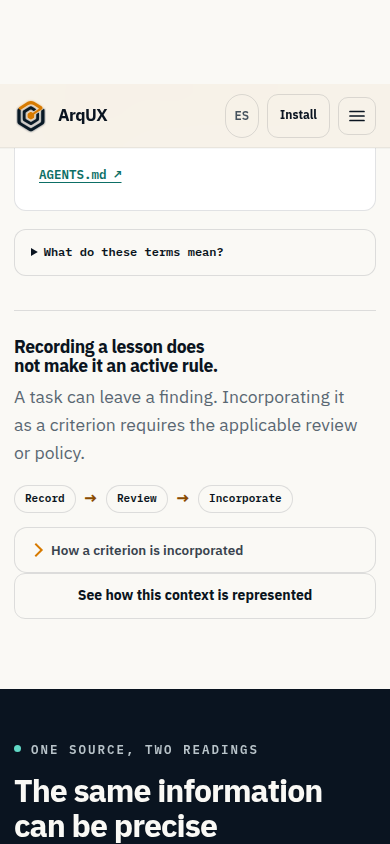 ArqUX
ES
Install
AGENTS.md ↗
▶ What do these terms mean?
Recording a lesson does
not make it an active rule.
A task can leave a finding. Incorporating it
as a criterion requires the applicable review
or policy.
Record → Review → Incorporate
How a criterion is incorporated
See how this context is represented
ONE SOURCE, TWO READINGS
The same information
can be precise